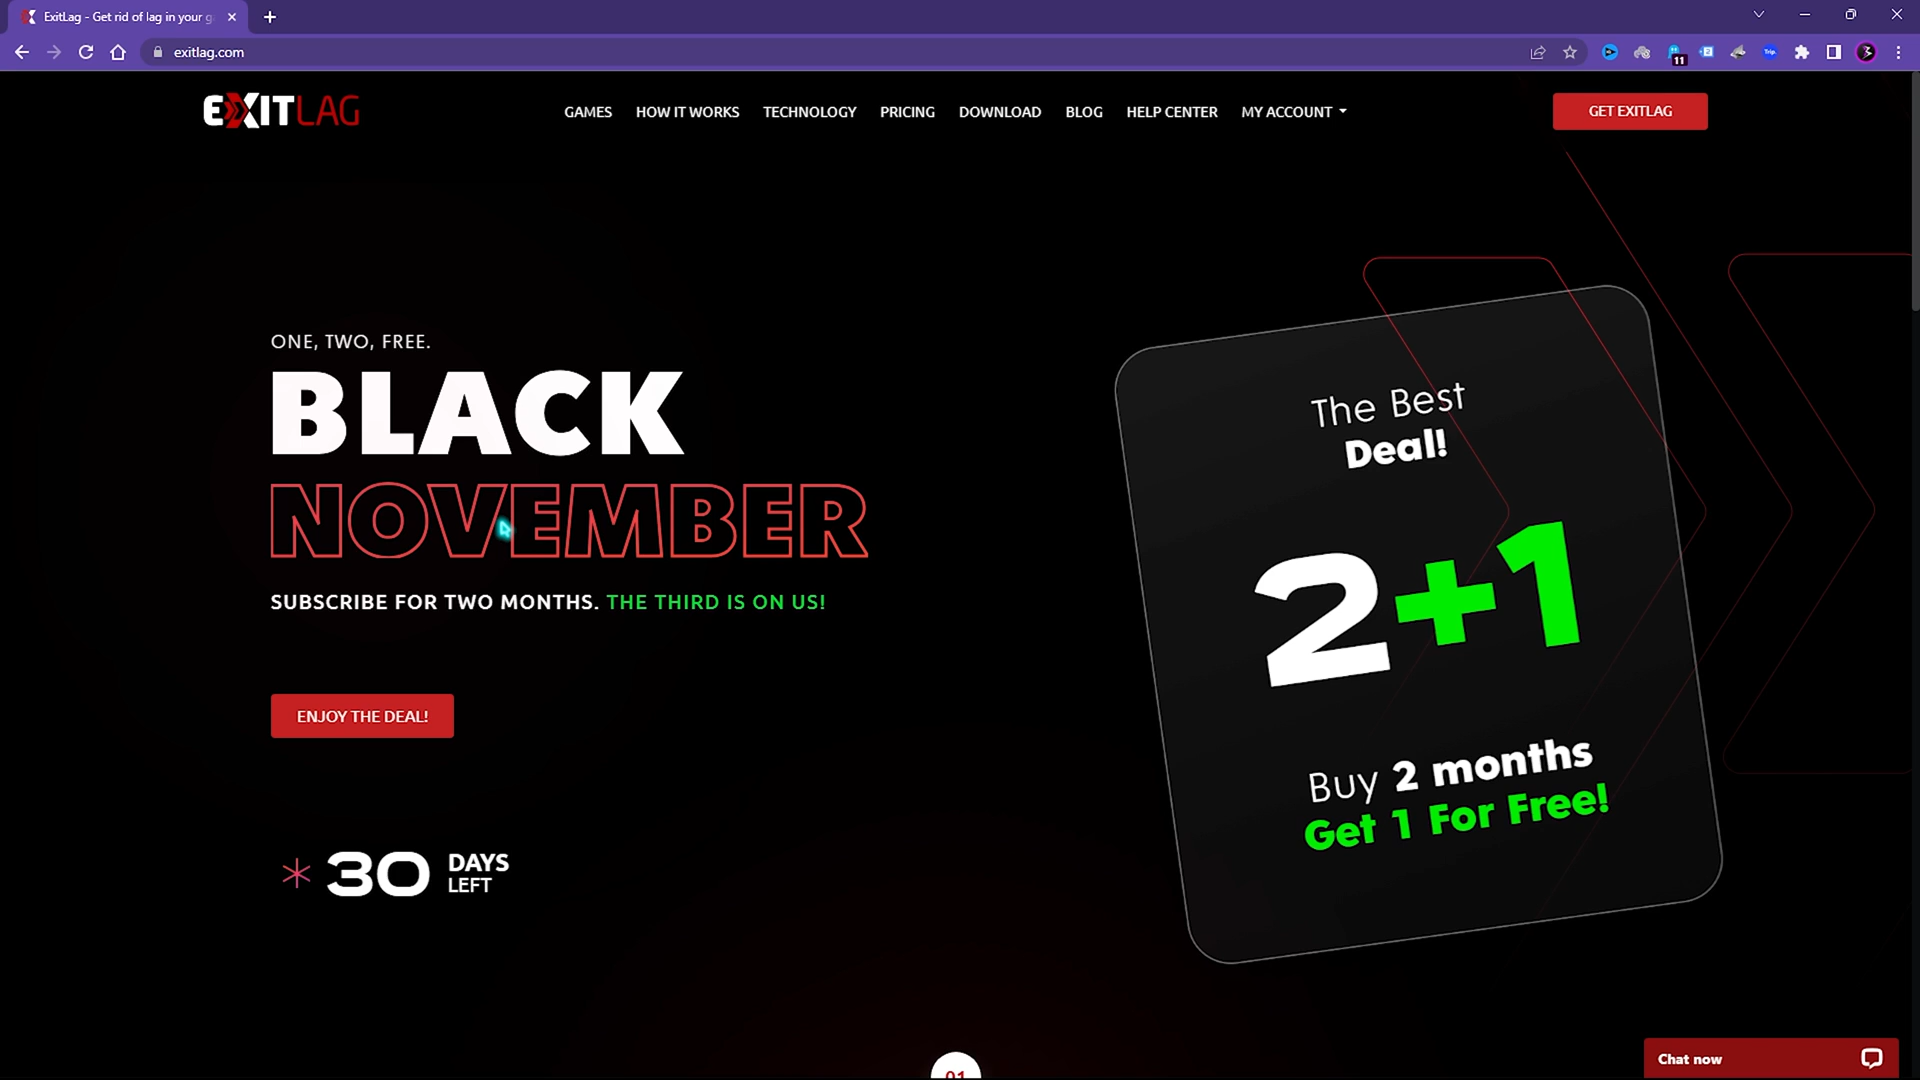 ExitLag - Get rid of lag in your g
exitlag.com
11
Trip.
EXITLAG
GAMES
HOW IT WORKS
TECHNOLOGY
PRICING
DOWNLOAD
BLOG
HELP CENTER
MY ACCOUNT
GET EXITLAG
ONE, TWO, FREE.
BLACK
NOVEMBER
SUBSCRIBE FOR TWO MONTHS. THE THIRD IS ON US!
ENJOY THE DEAL!
30 DAYS
LEFT
The Best
Deal!
2+1
Buy 2 months
Get 1 For Free!
01
Chat now